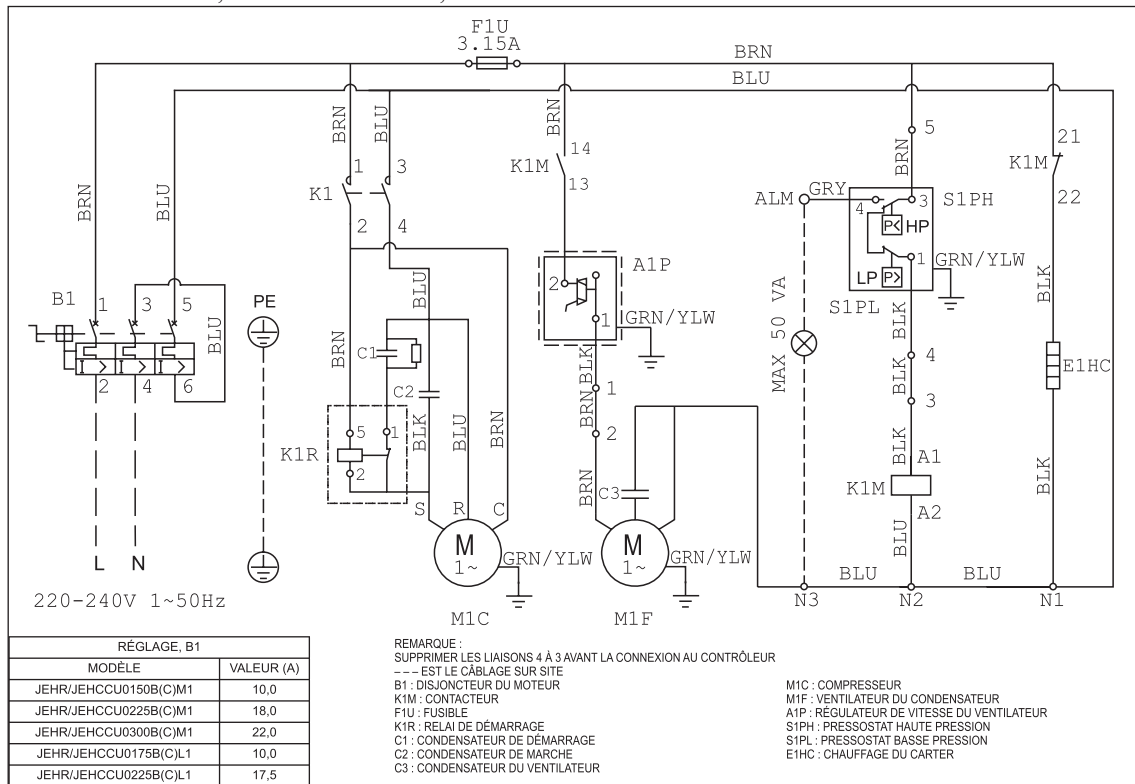 F1U
3.15A
BRN
BLU
BRN
BLU
BRN
BLU
BRN
1
3
K1
2
4
14
K1M
13
5
BRN
21
K1M
22
ALM
GRY
4
3
S1PH
P<
HP
LP
P>
1
GRN/YLW
S1PL
B1
1
3
5
BLU
I >
I >
I >
2
4
6
PE
BLU
2
A1P
1
GRN/YLW
MAX 50 VA
BLK
BLK
E1HC
BRN
C1
C2
BLK
BLU
BRN
BLK
1
BRN
2
4
BLK
3
K1R
5
1
2
BRN
C3
BLK
A1
K1M
A2
BLU
BLK
S
R
C
M
1~
GRN/YLW
M
1~
GRN/YLW
L
N
BLU
BLU
N3
N2
N1
220-240V 1~50Hz
M1C
M1F
RÉGLAGE, B1
MODÈLE VALEUR (A)
JEHR/JEHCCU0150B(C)M1 10,0
JEHR/JEHCCU0225B(C)M1 18,0
JEHR/JEHCCU0300B(C)M1 22,0
JEHR/JEHCCU0175B(C)L1 10,0
JEHR/JEHCCU0225B(C)L1 17,5
REMARQUE :
SUPPRIMER LES LIAISONS 4 À 3 AVANT LA CONNEXION AU CONTRÔLEUR
--- EST LE CÂBLAGE SUR SITE
B1 : DISJONCTEUR DU MOTEUR
K1M : CONTACTEUR
F1U : FUSIBLE
K1R : RELAI DE DÉMARRAGE
C1 : CONDENSATEUR DE DÉMARRAGE
C2 : CONDENSATEUR DE MARCHE
C3 : CONDENSATEUR DU VENTILATEUR
M1C : COMPRESSEUR
M1F : VENTILATEUR DU CONDENSATEUR
A1P : RÉGULATEUR DE VITESSE DU VENTILATEUR
S1PH : PRESSOSTAT HAUTE PRESSION
S1PL : PRESSOSTAT BASSE PRESSION
E1HC : CHAUFFAGE DU CARTER